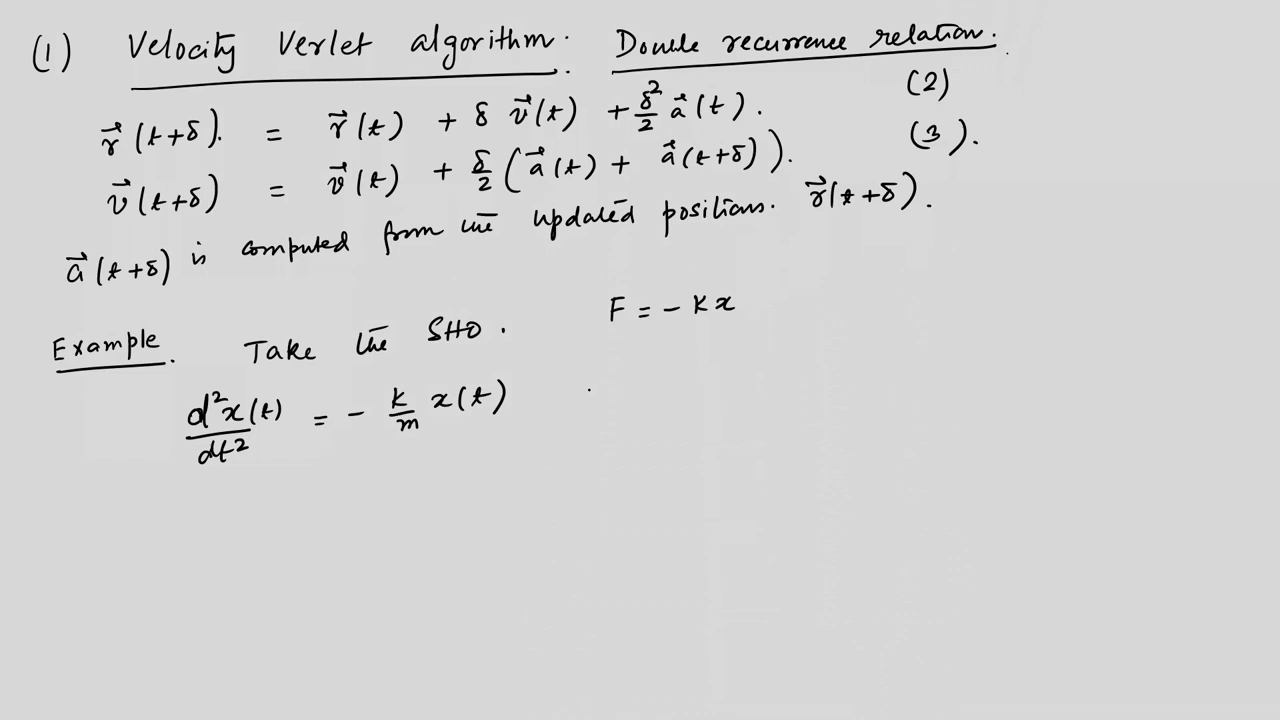 (1) Velocity Verlet algorithm. Double recurrence relation.
r⃗(t+δ). = r⃗(t) + δ v⃗(t) + δ²/2 a⃗(t). (2)
v⃗(t+δ) = v⃗(t) + δ/2 (a⃗(t) + a⃗(t+δ)). (3).
a⃗(t+δ) is computed from the updated positions. r⃗(t+δ).
Example. Take the SHO. F = - kx
d²x(t)/dt² = - k/m x(t)